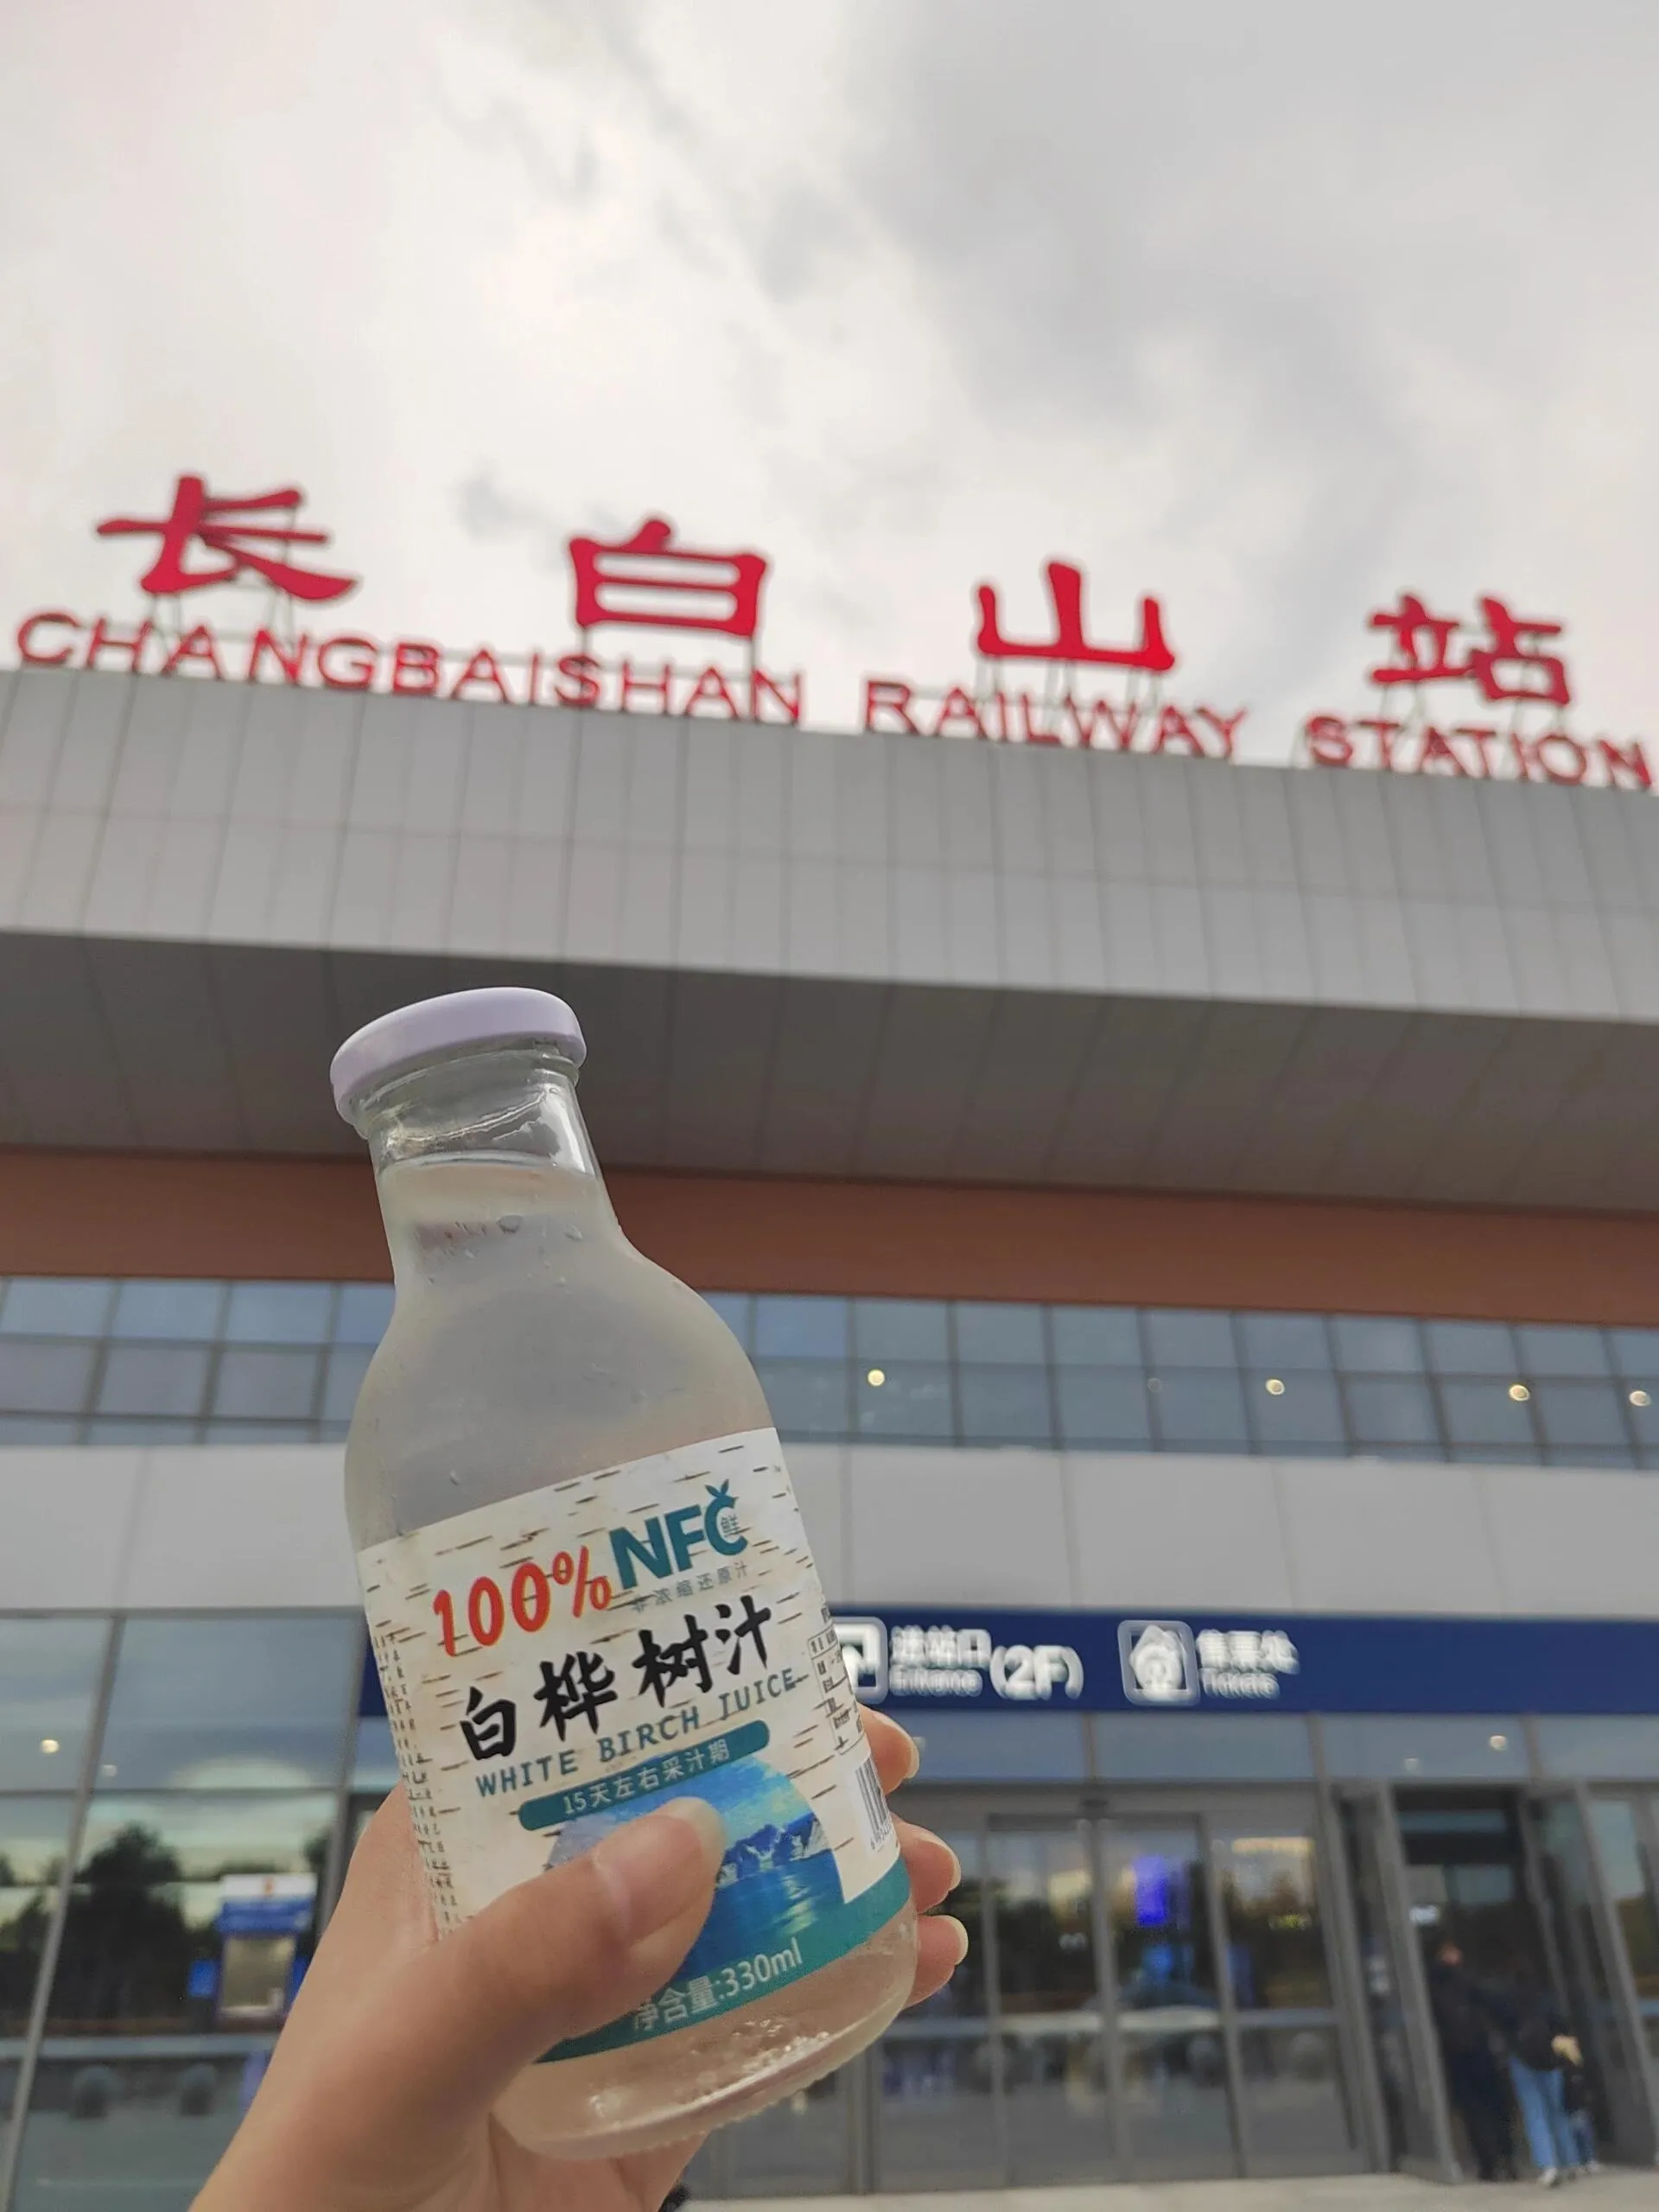 长白山站
CHANGBAISHAN RAILWAY STATION
100% NFC
鲜
非浓缩还原汁
白桦树汁
WHITE BIRCH JUICE
15天左右采汁期
净含量:330ml
进站口
Entrance
(2F)
售票处
Tickets